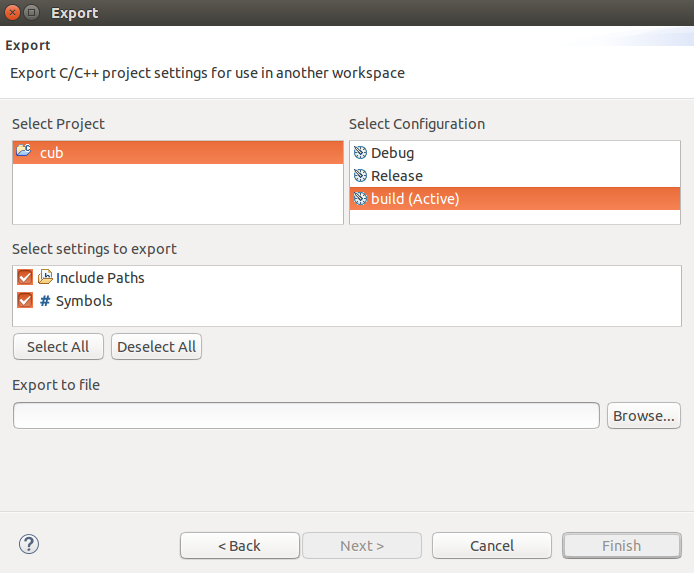 Export
Export
Export C/C++ project settings for use in another workspace
Select Project
Select Configuration
cub
Debug
Release
build (Active)
Select settings to export
Include Paths
# Symbols
Select All
Deselect All
Export to file
Browse...
?
< Back
Next >
Cancel
Finish